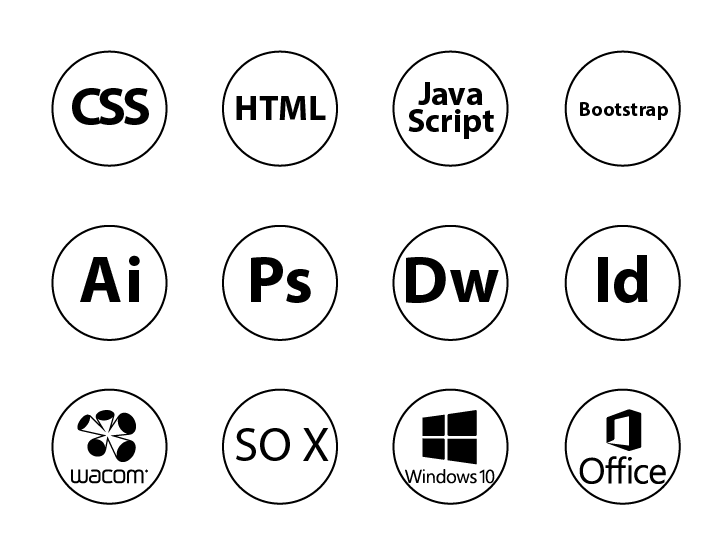 CSS
HTML
Java
Script
Bootstrap
Ai
Ps
Dw
Id
wacom
SO X
Windows 10
Office